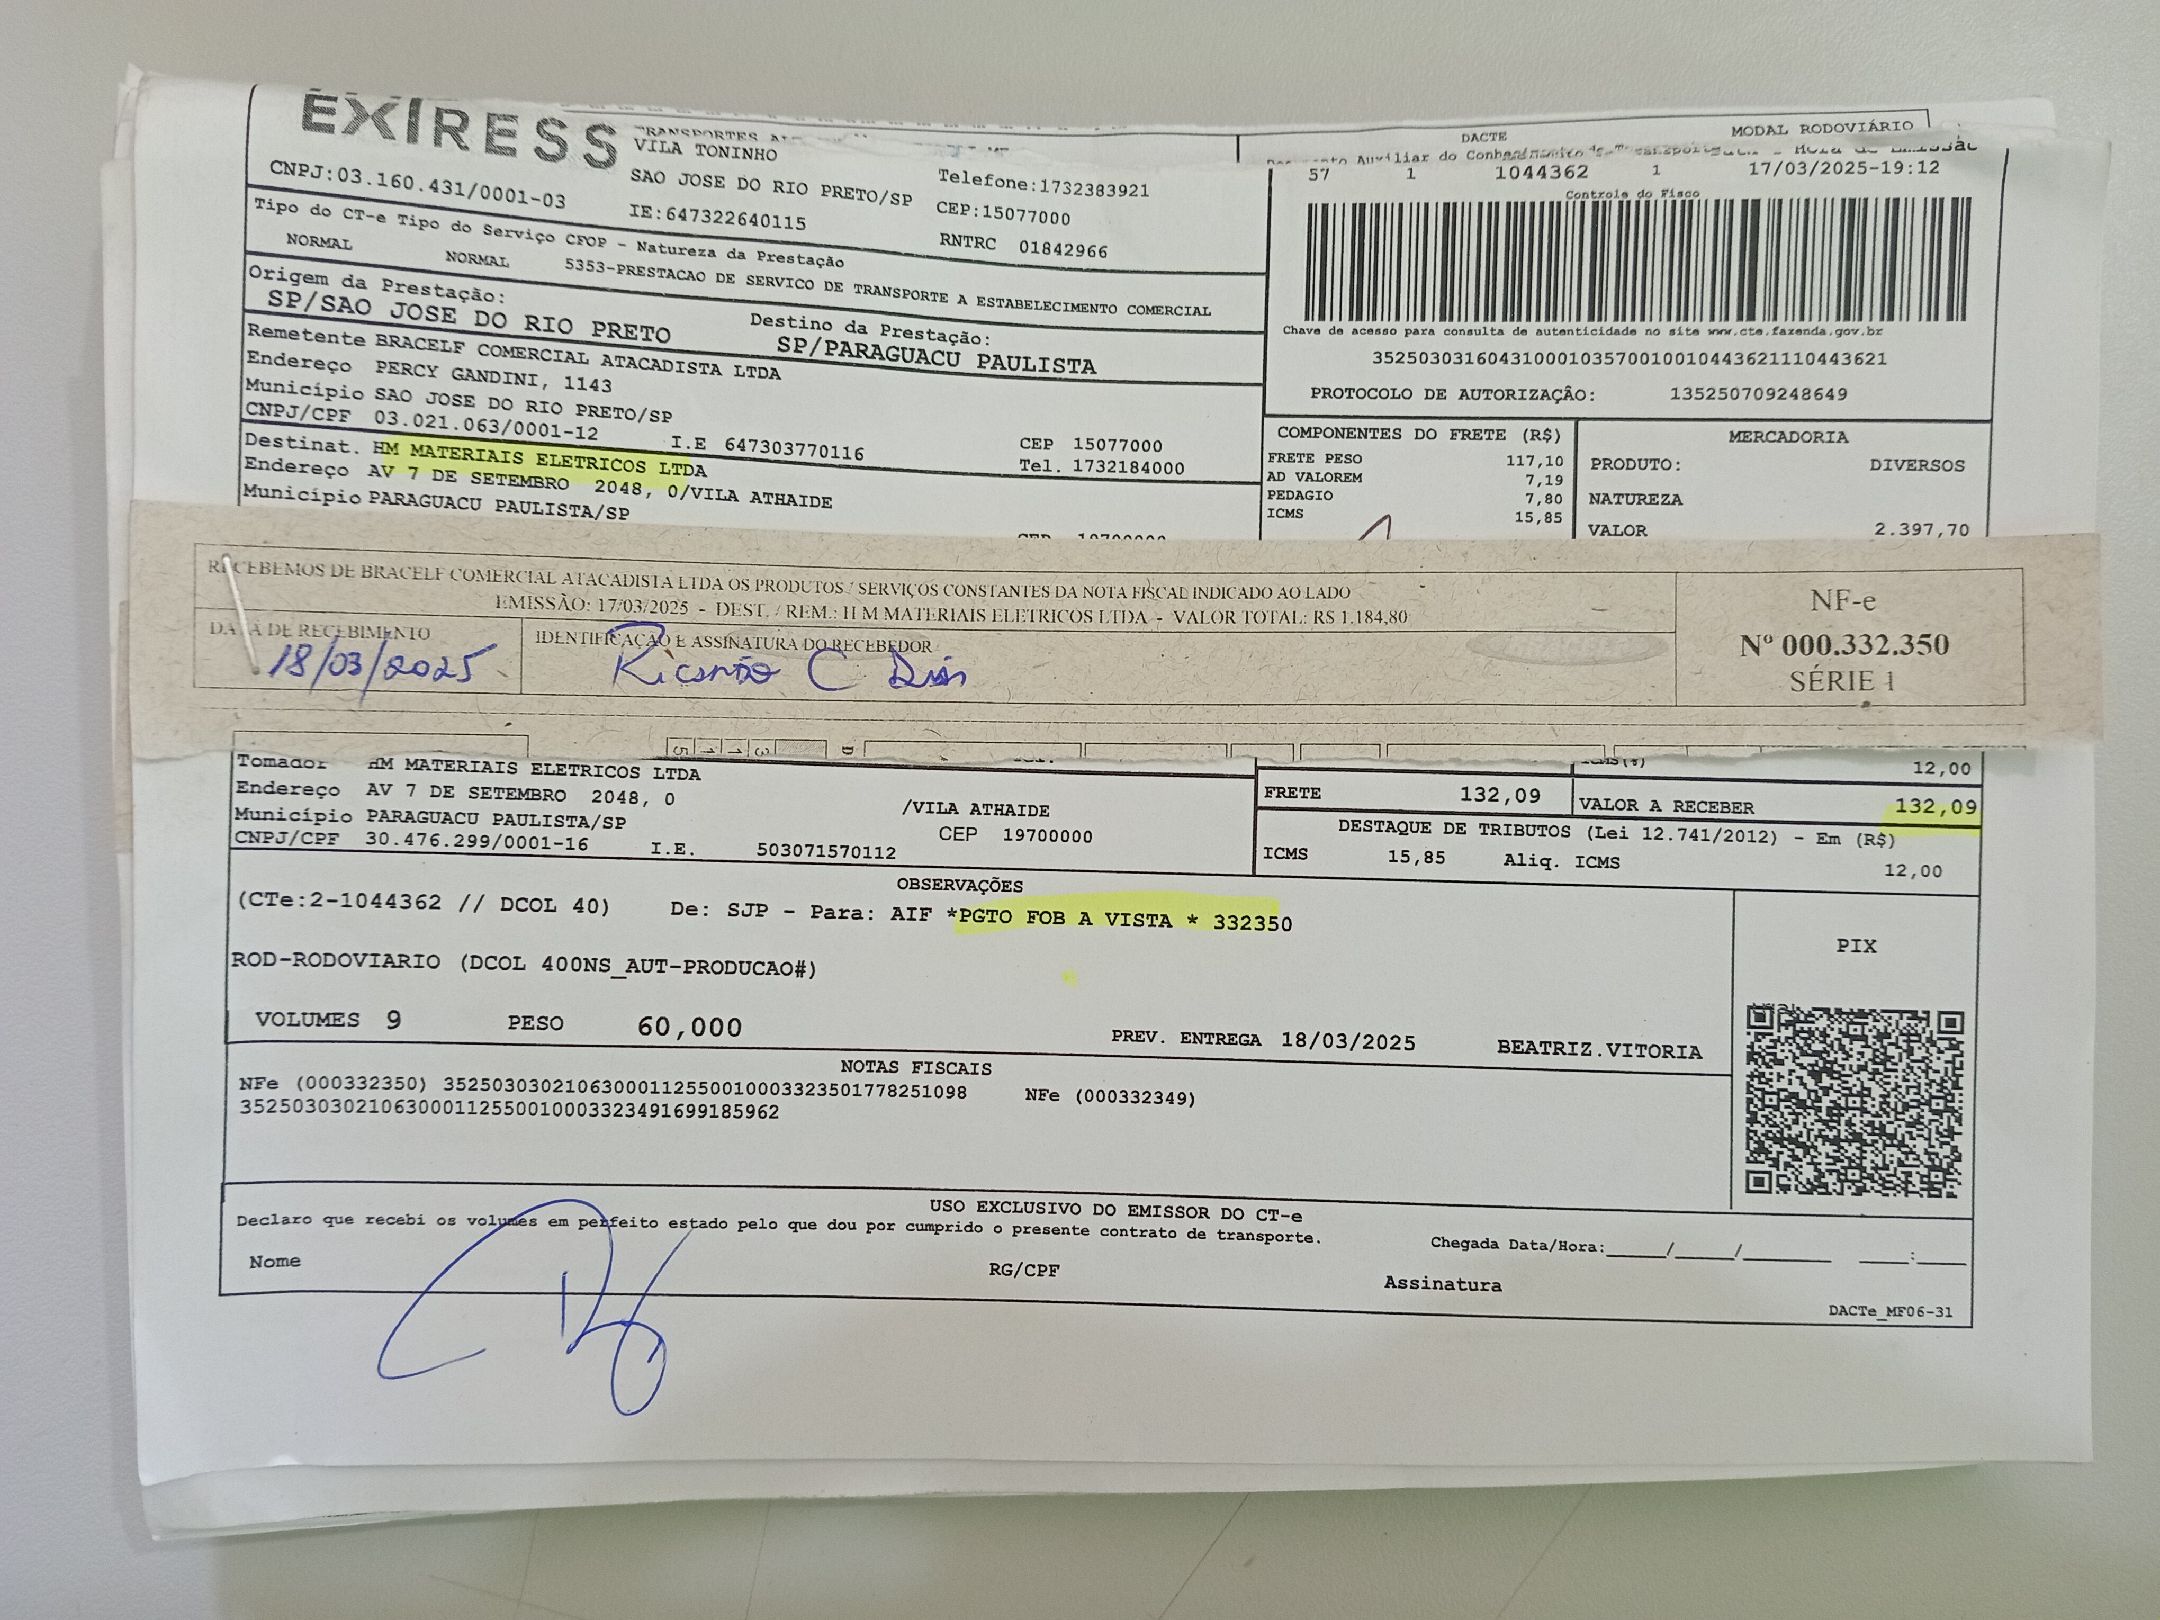 EXPRESS
VILA TONINHO
SAO JOSE DO RIO PRETO/SP
Telefone:1732383921
CNPJ:03.160.431/0001-03
IE:647322640115
CEP:15077000
RNTRC 01842966
Tipo do CT-e Tipo do Serviço CFOP - Natureza da Prestação
NORMAL NORMAL 5353-PRESTACAO DE SERVICO DE TRANSPORTE A ESTABELECIMENTO COMERCIAL
Origem da Prestação:
SP/SAO JOSE DO RIO PRETO
Destino da Prestação:
SP/PARAGUACU PAULISTA
Remetente BRACELF COMERCIAL ATACADISTA LTDA
Endereço PERCY GANDINI, 1143
Município SAO JOSE DO RIO PRETO/SP
CNPJ/CPF 03.021.063/0001-12 I.E 647303770116
CEP 15077000
Tel. 1732184000
Destinat. HM MATERIAIS ELETRICOS LTDA
Endereço AV 7 DE SETEMBRO 2048, 0/VILA ATHAIDE
Município PARAGUACU PAULISTA/SP
DACTE
MODAL RODOVIÁRIO
57 1 1044362 1 17/03/2025-19:12
Controle do Fisco
Chave de acesso para consulta de autenticidade no site www.cte.fazenda.gov.br
35250303160431000103570010010443621110443621
PROTOCOLO DE AUTORIZAÇÃO: 135250709248649
COMPONENTES DO FRETE (R$)
FRETE PESO 117,10
AD VALOREM 7,19
PEDAGIO 7,80
ICMS 15,85
MERCADORIA
PRODUTO: DIVERSOS
NATUREZA
VALOR 2.397,70
RECEBEMOS DE BRACELF COMERCIAL ATACADISTA LTDA OS PRODUTOS / SERVIÇOS CONSTANTES DA NOTA FISCAL INDICADO AO LADO
EMISSÃO: 17/03/2025 - DEST. / REM.: H M MATERIAIS ELETRICOS LTDA - VALOR TOTAL: R$ 1.184,80
DATA DE RECEBIMENTO
18/03/2025
IDENTIFICAÇÃO E ASSINATURA DO RECEBEDOR
Ricardo C
NF-e
Nº 000.332.350
SÉRIE 1
Tomador HM MATERIAIS ELETRICOS LTDA
Endereço AV 7 DE SETEMBRO 2048, 0 /VILA ATHAIDE
Município PARAGUACU PAULISTA/SP CEP 19700000
CNPJ/CPF 30.476.299/0001-16 I.E. 503071570112
12,00
FRETE 132,09
VALOR A RECEBER 132,09
DESTAQUE DE TRIBUTOS (Lei 12.741/2012) - Em (R$)
ICMS 15,85 Aliq. ICMS 12,00
OBSERVAÇÕES
(CTe:2-1044362 // DCOL 40) De: SJP - Para: AIF *PGTO FOB A VISTA * 332350
ROD-RODOVIARIO (DCOL 400NS_AUT-PRODUCAO#)
VOLUMES 9 PESO 60,000
PREV. ENTREGA 18/03/2025 BEATRIZ.VITORIA
PIX
NOTAS FISCAIS
NFe (000332350) 35250303021063000112550010003323501778251098 NFe (000332349)
35250303021063000112550010003323491699185962
USO EXCLUSIVO DO EMISSOR DO CT-e
Declaro que recebi os volumes em perfeito estado pelo que dou por cumprido o presente contrato de transporte.
Chegada Data/Hora:_____/_____/_______ ____:____
Nome
RG/CPF
Assinatura
DACTe_MF06-31